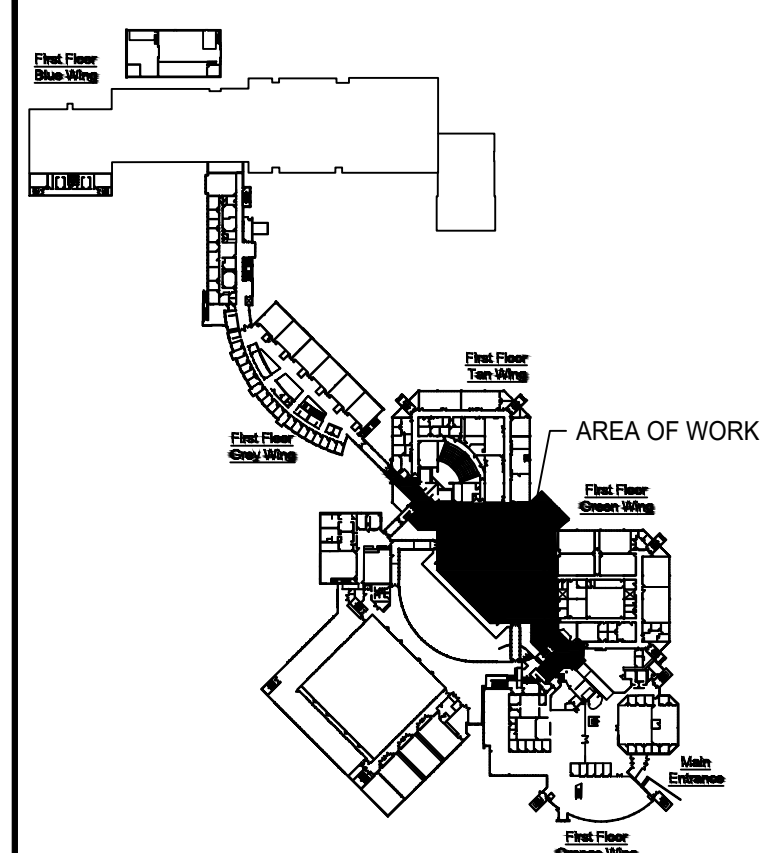 First Floor
Blue Wing
First Floor
Tan Wing
AREA OF WORK
First Floor
Grey Wing
First Floor
Green Wing
Main
Entrance
First Floor
Orange Wing